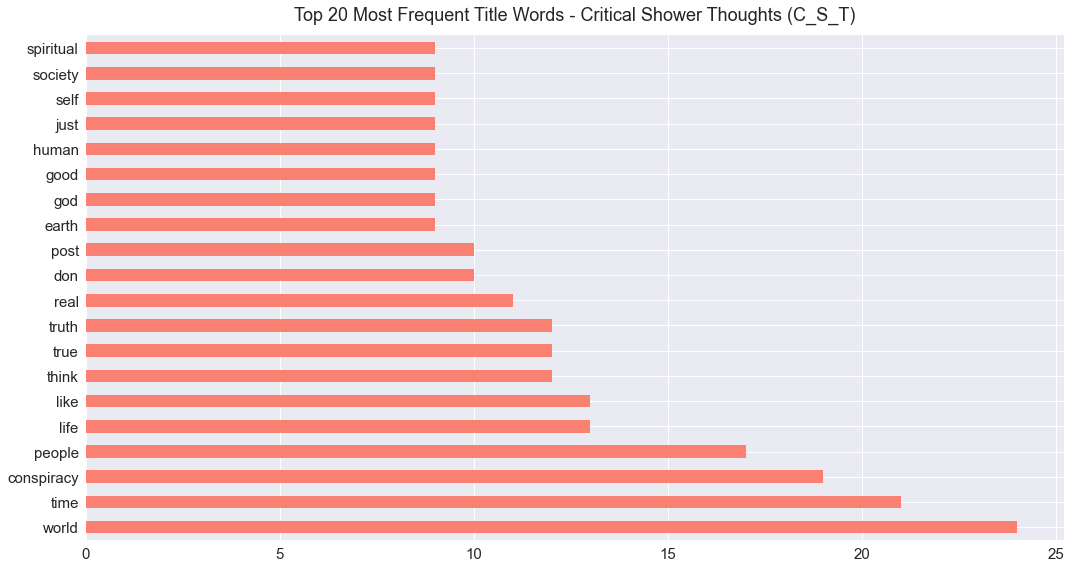 Top 20 Most Frequent Title Words - Critical Shower Thoughts (C_S_T)
spiritual
society
self
just
human
good
god
earth
post
don
real
truth
true
think
like
life
people
conspiracy
time
world
0 5 10 15 20 25